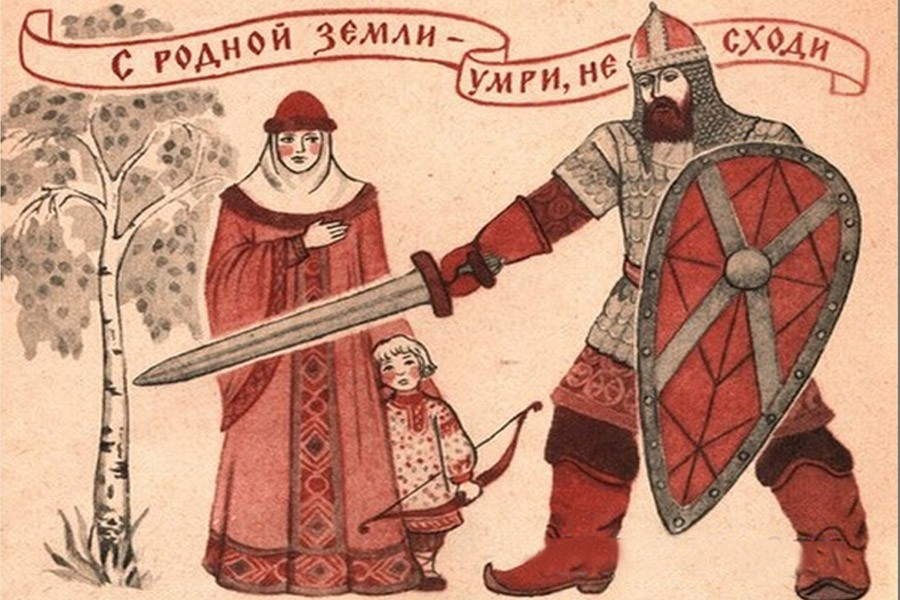 С РОДНОЙ ЗЕМЛИ -
УМРИ, НЕ СХОДИ